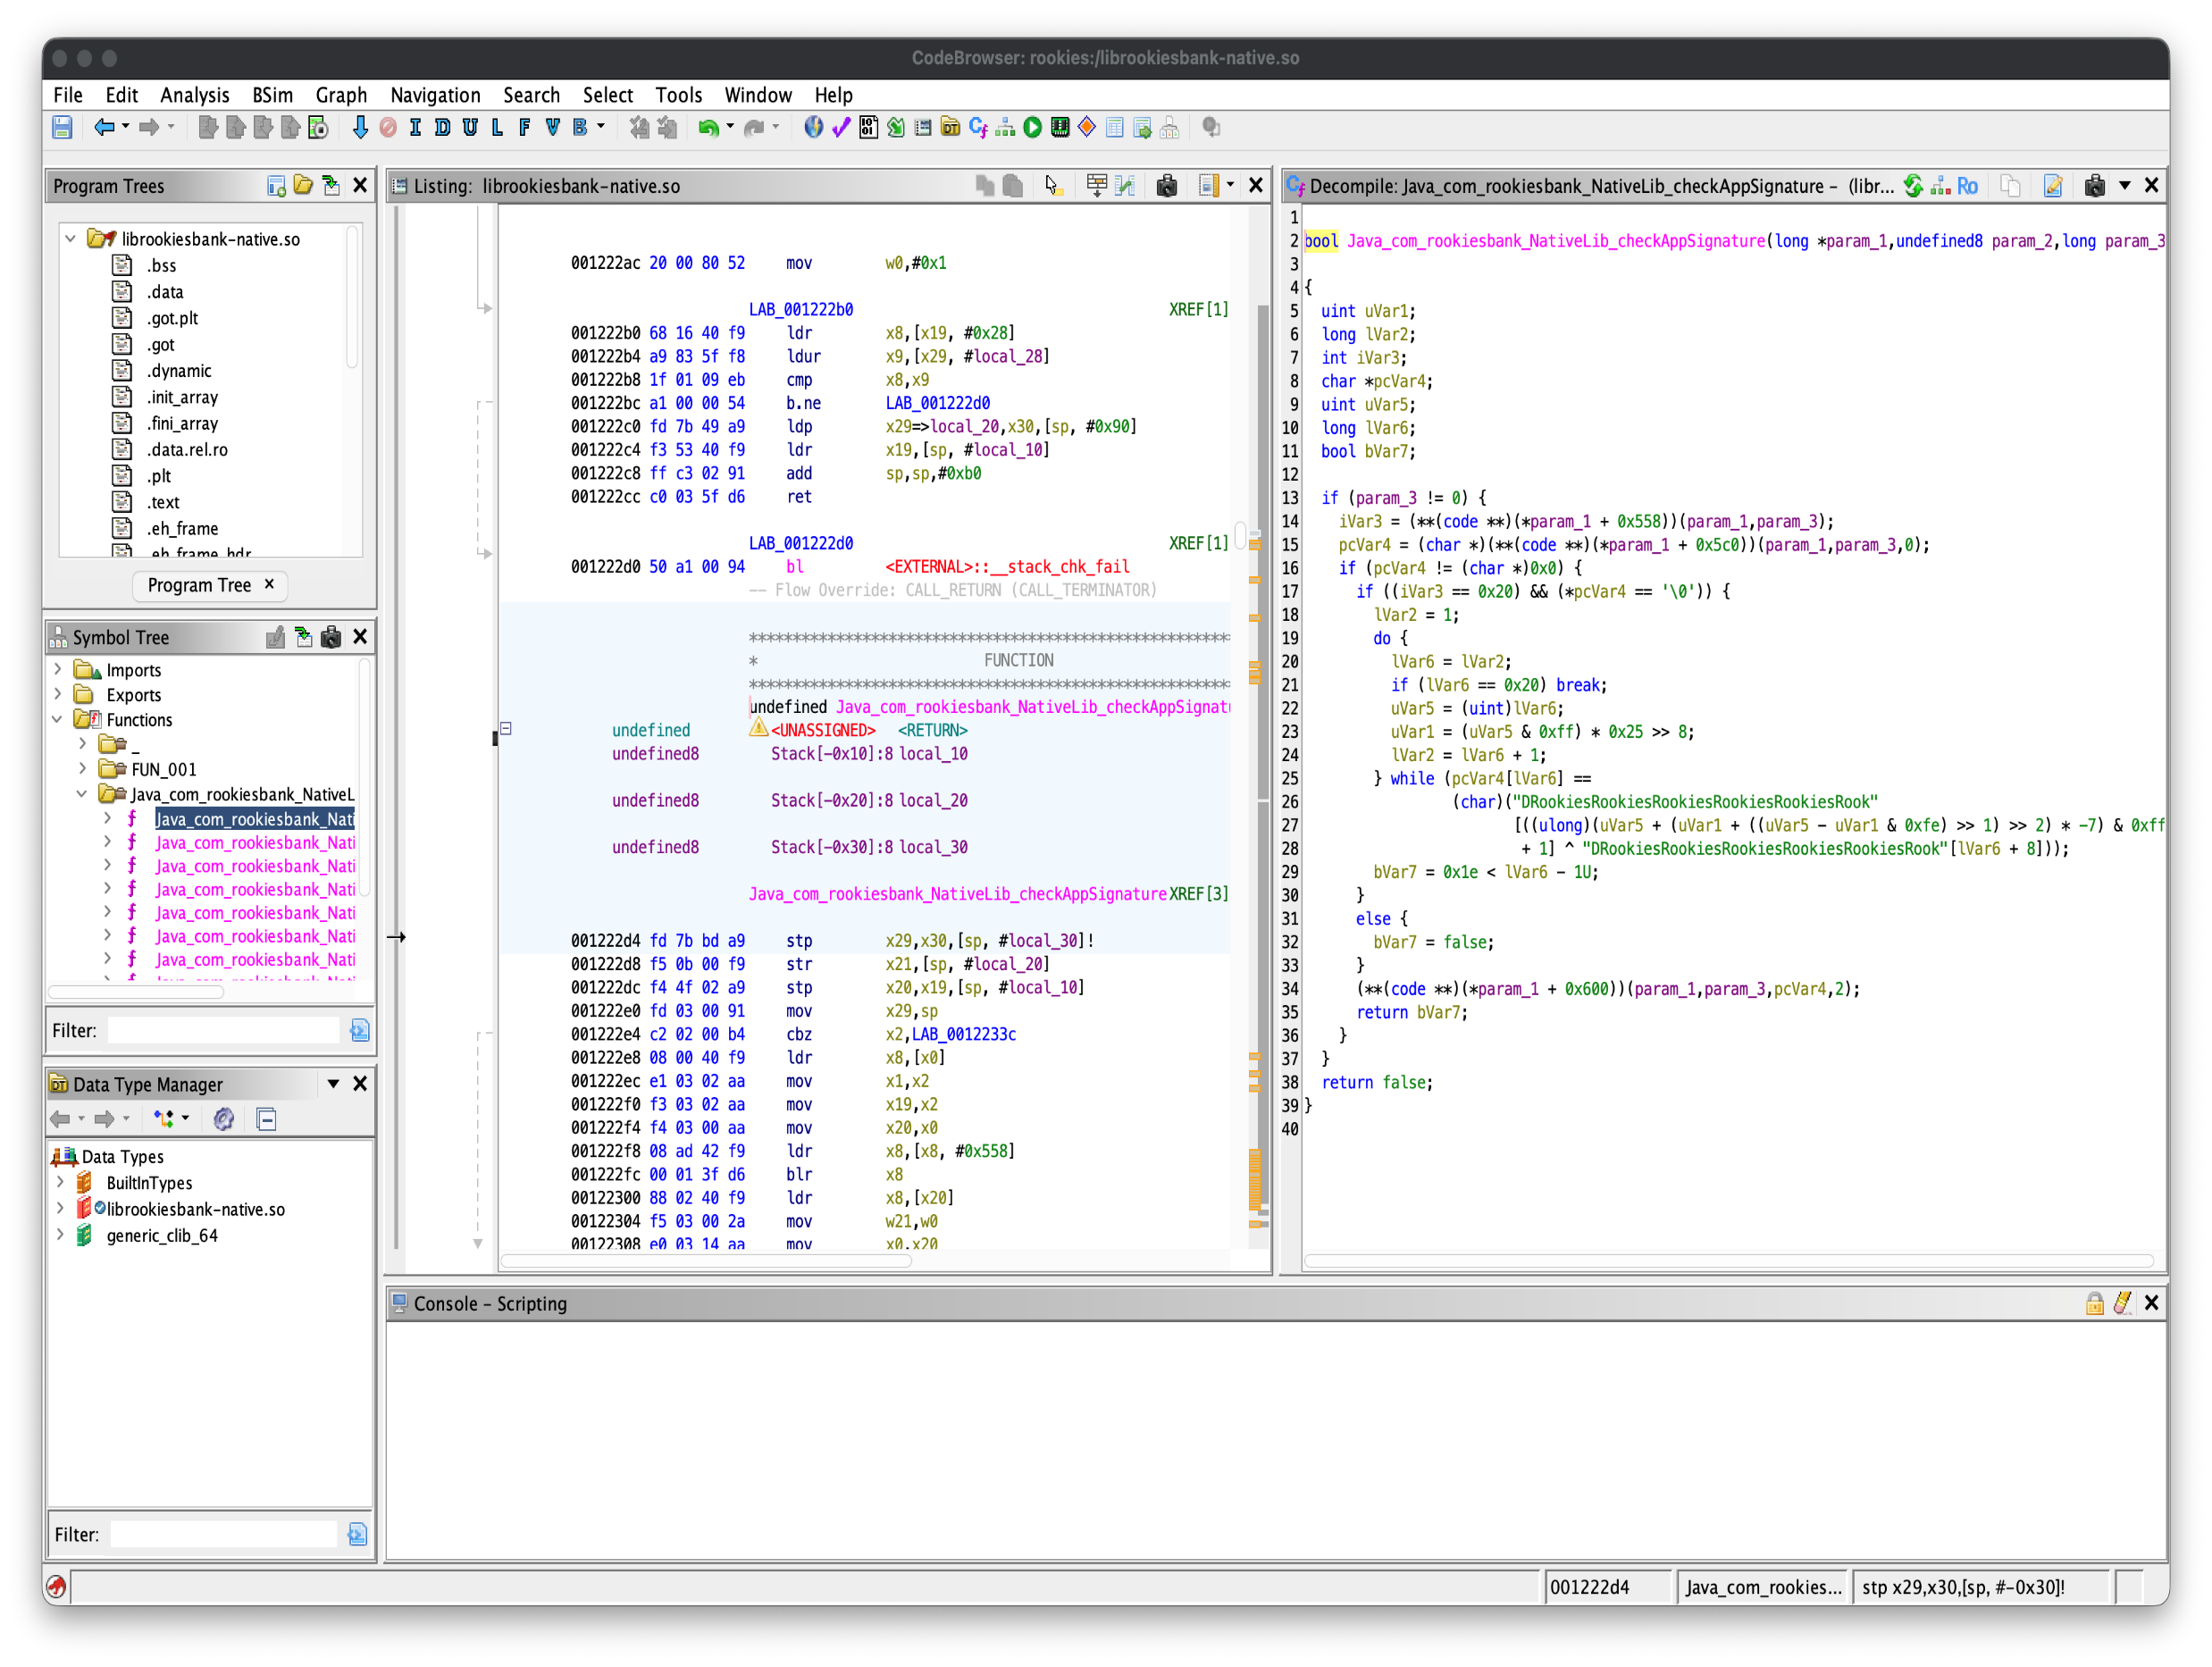 CodeBrowser: rookies:/librookiesbank-native.so
File Edit Analysis BSim Graph Navigation Search Select Tools Window Help
I D U L F V B
Program Trees
librookiesbank-native.so
.bss
.data
.got.plt
.got
.dynamic
.init_array
.fini_array
.data.rel.ro
.plt
.text
.eh_frame
.eh_frame_hdr
Program Tree ×
Symbol Tree
Imports
Exports
Functions
_
FUN_001
Java_com_rookiesbank_NativeL
Java_com_rookiesbank_Nati
Java_com_rookiesbank_Nati
Java_com_rookiesbank_Nati
Java_com_rookiesbank_Nati
Java_com_rookiesbank_Nati
Java_com_rookiesbank_Nati
Java_com_rookiesbank_Nati
Filter:
Data Type Manager
Data Types
BuiltInTypes
librookiesbank-native.so
generic_clib_64
Filter:
Listing: librookiesbank-native.so
001222ac 20 00 80 52 mov w0,#0x1
LAB_001222b0 XREF[1]
001222b0 68 16 40 f9 ldr x8,[x19, #0x28]
001222b4 a9 83 5f f8 ldur x9,[x29, #local_28]
001222b8 1f 01 09 eb cmp x8,x9
001222bc a1 00 00 54 b.ne LAB_001222d0
001222c0 fd 7b 49 a9 ldp x29=>local_20,x30,[sp, #0x90]
001222c4 f3 53 40 f9 ldr x19,[sp, #local_10]
001222c8 ff c3 02 91 add sp,sp,#0xb0
001222cc c0 03 5f d6 ret
LAB_001222d0 XREF[1]
001222d0 50 a1 00 94 bl <EXTERNAL>::__stack_chk_fail
-- Flow Override: CALL_RETURN (CALL_TERMINATOR)
*******************************************************
* FUNCTION
*******************************************************
undefined Java_com_rookiesbank_NativeLib_checkAppSignatu
undefined <UNASSIGNED> <RETURN>
undefined8 Stack[-0x10]:8 local_10
undefined8 Stack[-0x20]:8 local_20
undefined8 Stack[-0x30]:8 local_30
Java_com_rookiesbank_NativeLib_checkAppSignature XREF[3]
001222d4 fd 7b bd a9 stp x29,x30,[sp, #local_30]!
001222d8 f5 0b 00 f9 str x21,[sp, #local_20]
001222dc f4 4f 02 a9 stp x20,x19,[sp, #local_10]
001222e0 fd 03 00 91 mov x29,sp
001222e4 c2 02 00 b4 cbz x2,LAB_0012233c
001222e8 08 00 40 f9 ldr x8,[x0]
001222ec e1 03 02 aa mov x1,x2
001222f0 f3 03 02 aa mov x19,x2
001222f4 f4 03 00 aa mov x20,x0
001222f8 08 ad 42 f9 ldr x8,[x8, #0x558]
001222fc 00 01 3f d6 blr x8
00122300 88 02 40 f9 ldr x8,[x20]
00122304 f5 03 00 2a mov w21,w0
00122308 e0 03 14 aa mov x0,x20
Decompile: Java_com_rookiesbank_NativeLib_checkAppSignature - (libr... Ro
1
2 bool Java_com_rookiesbank_NativeLib_checkAppSignature(long *param_1,undefined8 param_2,long param_3
3
4 {
5 uint uVar1;
6 long lVar2;
7 int iVar3;
8 char *pcVar4;
9 uint uVar5;
10 long lVar6;
11 bool bVar7;
12
13 if (param_3 != 0) {
14 iVar3 = (**(code **)(*param_1 + 0x558))(param_1,param_3);
15 pcVar4 = (char *)(**(code **)(*param_1 + 0x5c0))(param_1,param_3,0);
16 if (pcVar4 != (char *)0x0) {
17 if ((iVar3 == 0x20) && (*pcVar4 == '\0')) {
18 lVar2 = 1;
19 do {
20 lVar6 = lVar2;
21 if (lVar6 == 0x20) break;
22 uVar5 = (uint)lVar6;
23 uVar1 = (uVar5 & 0xff) * 0x25 >> 8;
24 lVar2 = lVar6 + 1;
25 } while (pcVar4[lVar6] ==
26 (char)("DRookiesRookiesRookiesRookiesRookiesRook"
27 [((ulong)(uVar5 + (uVar1 + ((uVar5 - uVar1 & 0xfe) >> 1) >> 2) * -7) & 0xff
28 + 1] ^ "DRookiesRookiesRookiesRookiesRookiesRook"[lVar6 + 8]));
29 bVar7 = 0x1e < lVar6 - 1U;
30 }
31 else {
32 bVar7 = false;
33 }
34 (**(code **)(*param_1 + 0x600))(param_1,param_3,pcVar4,2);
35 return bVar7;
36 }
37 }
38 return false;
39 }
40
Console - Scripting
001222d4 Java_com_rookies... stp x29,x30,[sp, #-0x30]!